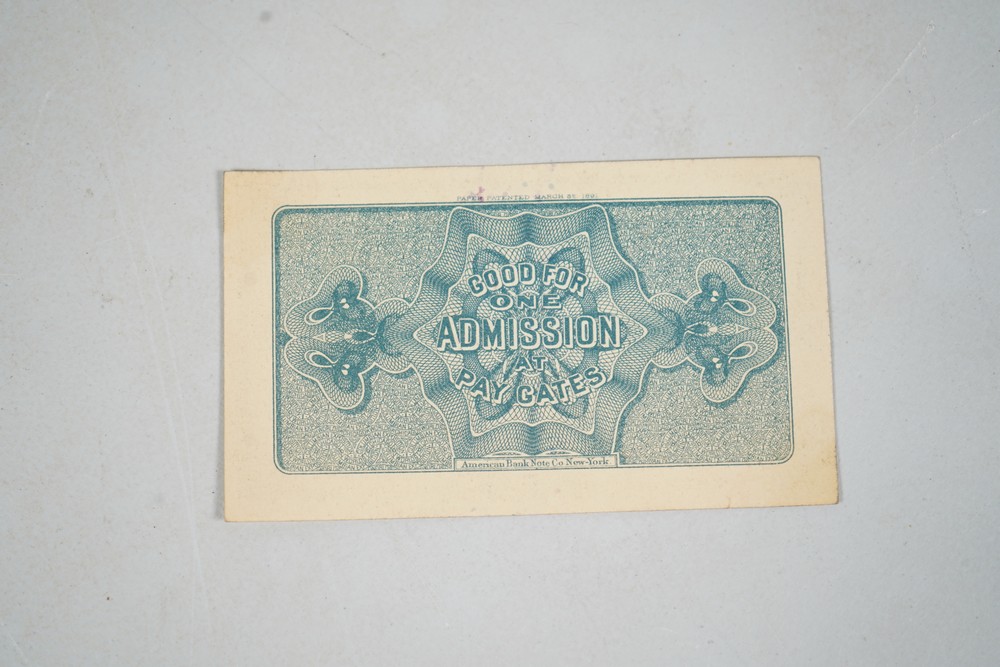 PAPER PATENTED MARCH
GOOD FOR
ONE
ADMISSION
AT
PAY GATES
American Bank Note Co New-York.